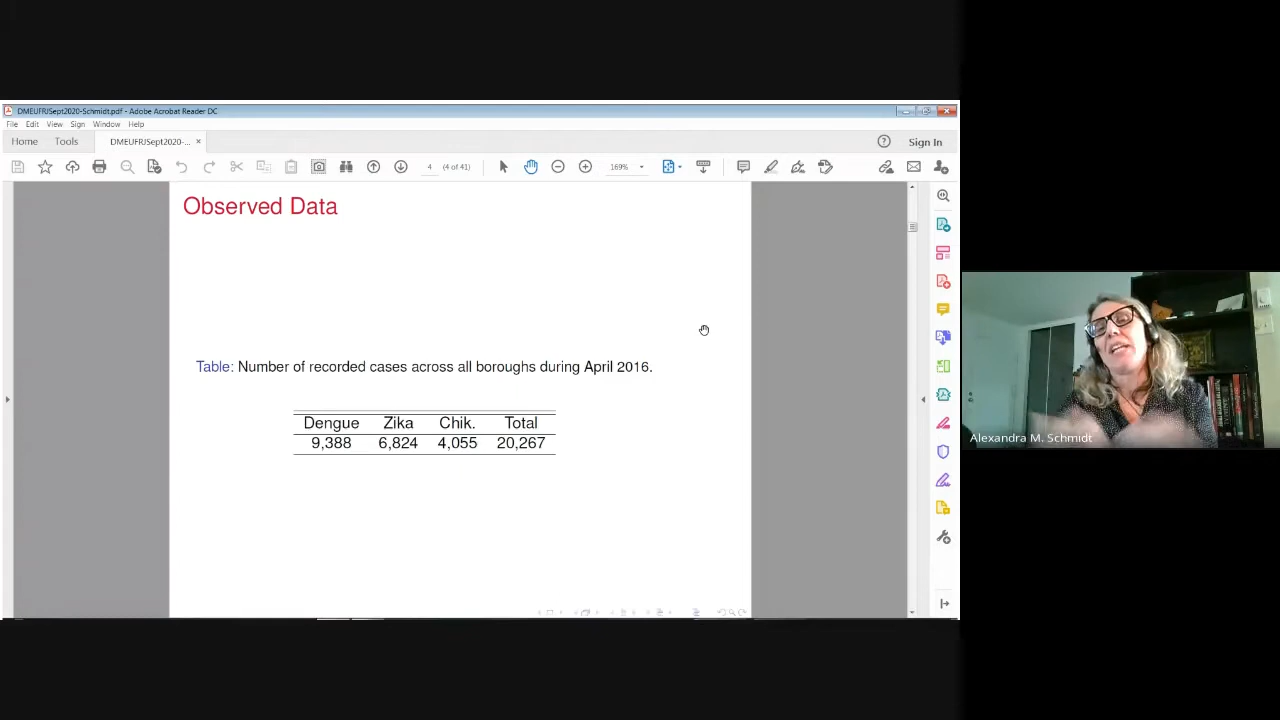 DMEUFRJSept2020-Schmidt.pdf - Adobe Acrobat Reader DC
File Edit View Sign Window Help
Home Tools DMEUFRJSept2020-... × Sign In
4 (4 of 41) 169%
Observed Data
Table: Number of recorded cases across all boroughs during April 2016.
Dengue Zika Chik. Total
9,388 6,824 4,055 20,267
Alexandra M. Schmidt